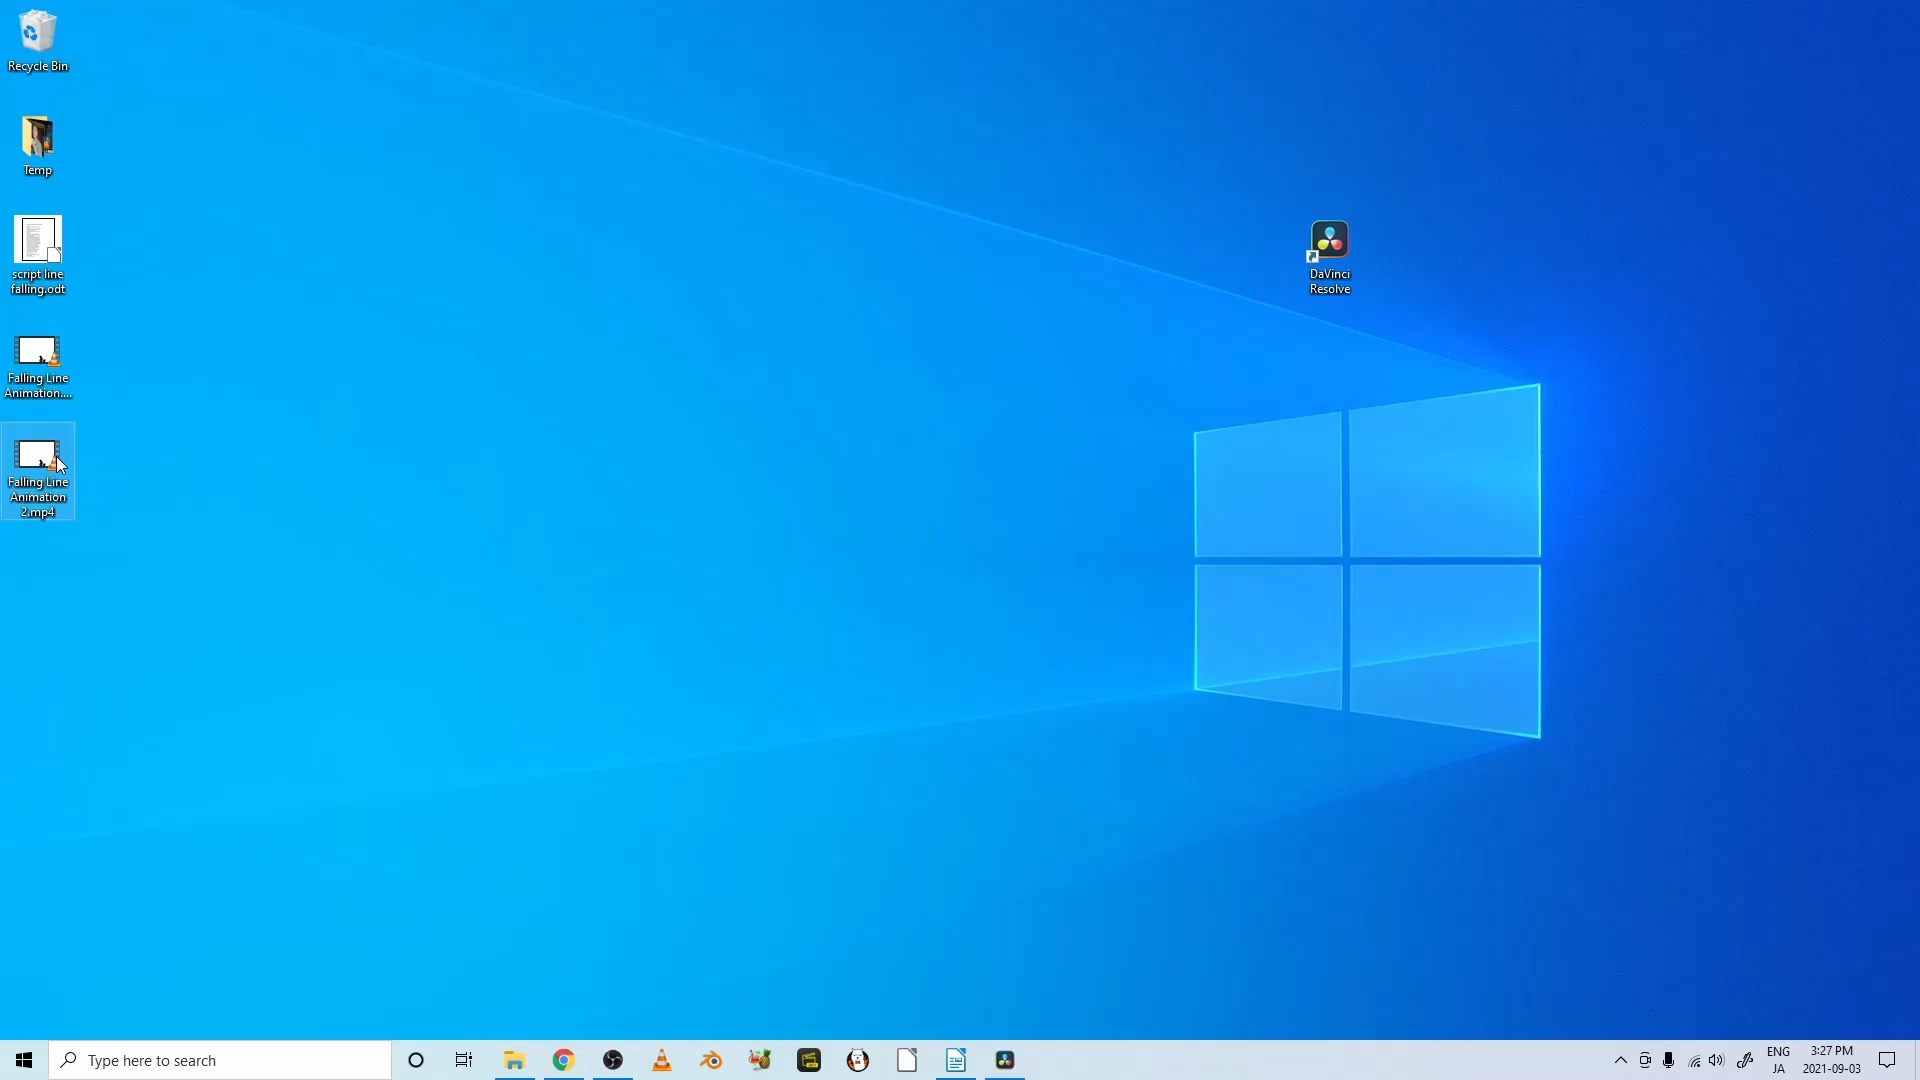 Recycle Bin
Temp
script line
falling.odt
Falling Line
Animation....
Falling Line
Animation
2.mp4
DaVinci
Resolve
Type here to search
ENG
JA
3:27 PM
2021-09-03